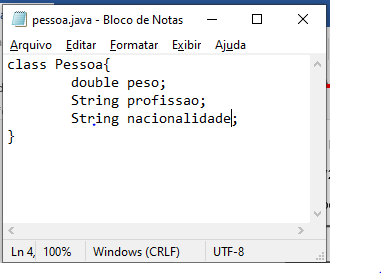 pessoa.java - Bloco de Notas
Arquivo Editar Formatar Exibir Ajuda
class Pessoa{
double peso;
String profissao;
String nacionalidade;
}
Ln 4, 100% Windows (CRLF) UTF-8